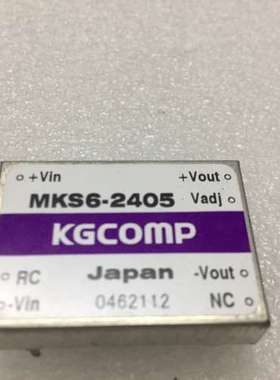 +Vin +Vout
MKS6-2405 Vadj
KGCOMP
RC Japan -Vout
-Vin 0462112 NC